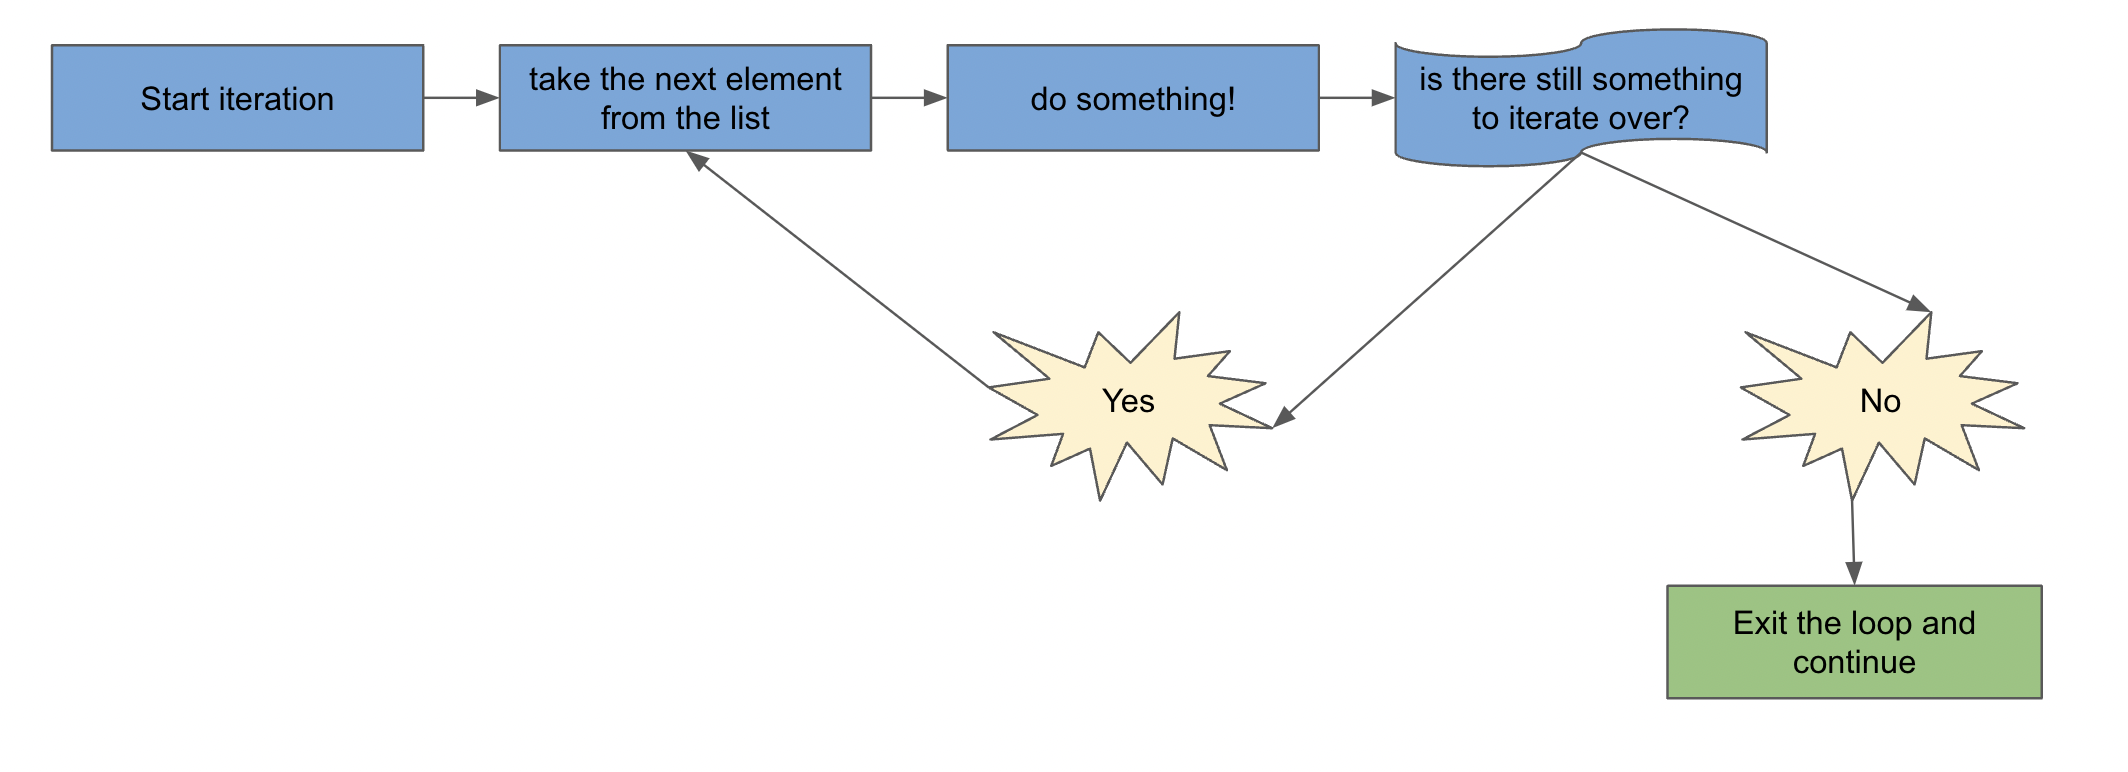 Start iteration
take the next element
from the list
do something!
is there still something
to iterate over?
Yes
No
Exit the loop and
continue